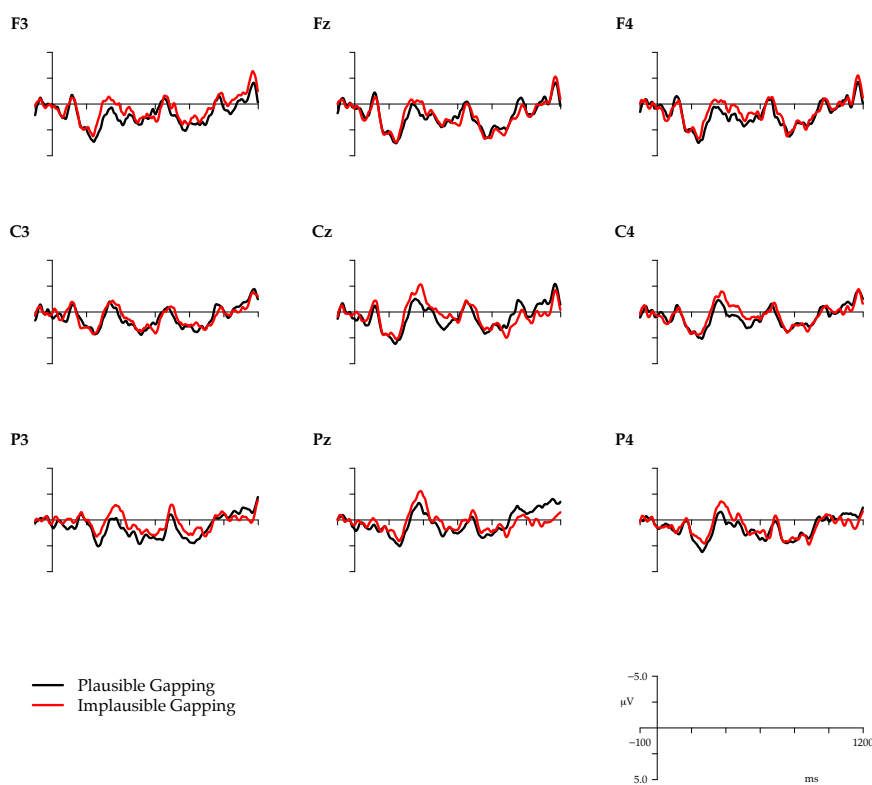 F3
Fz
F4
C3
Cz
C4
P3
Pz
P4
Plausible Gapping
Implausible Gapping
−5.0
μV
−100
1200
5.0
ms